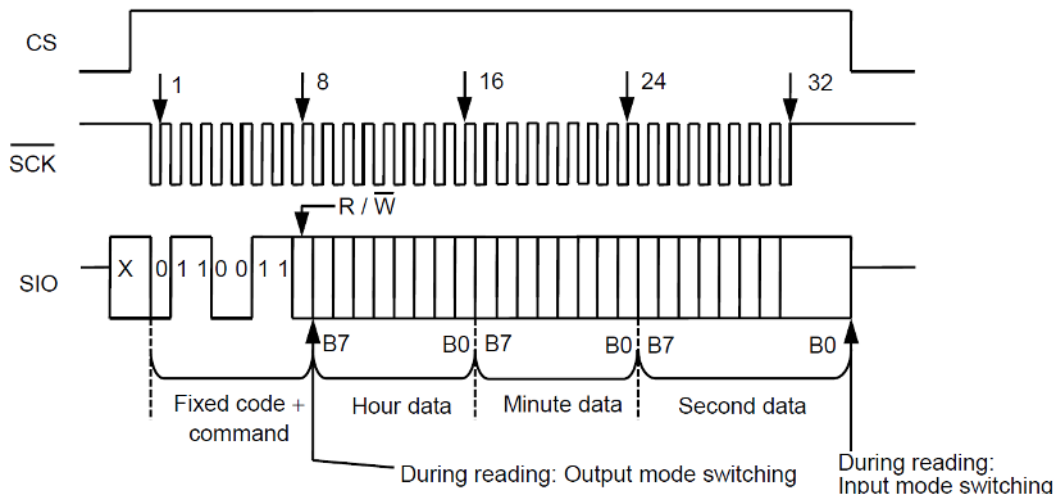 CS
1
8
16
24
32
SCK
R / W
X 0 1 1 0 0 1 1
SIO
B7 B0 B7 B0 B7 B0
Fixed code +
command
Hour data
Minute data
Second data
During reading: Output mode switching
During reading:
Input mode switching